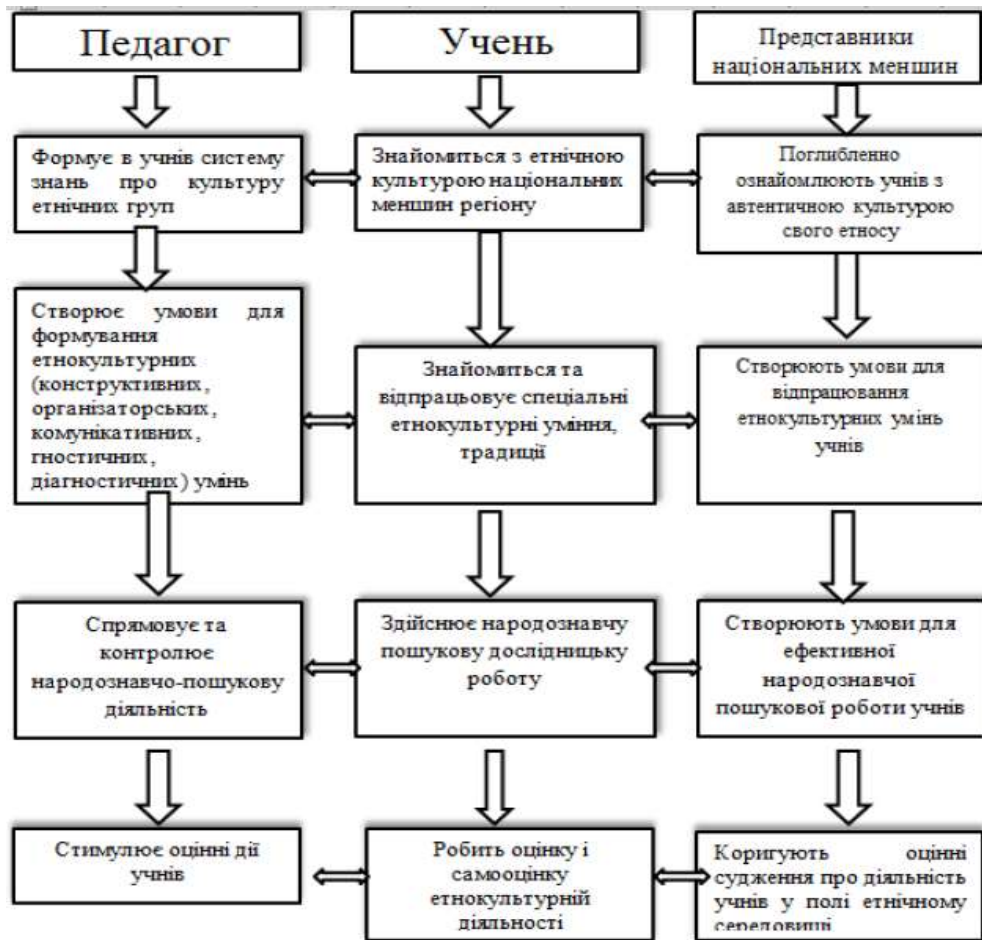 Педагог
Учень
Представники
національних меншин
Формує в учнів систему
знань про культуру
етнічних груп
Знайомиться з етнічною
культурою національних
меншин регіону
Поглибленно
ознайомлюють учнів з
автентичною культурою
свого етносу
Створює умови для
формування
етнокультурних
(конструктивних,
організаторських,
комунікативних,
гностичних,
діагностичних) умінь
Знайомиться та
відпрацьовує спеціальні
етнокультурні уміння,
традиції
Створюють умови для
відпрацювання
етнокультурних умінь
учнів
Спрямовує та
контролює
народознавчо-пошукову
діяльність
Здійснює народознавчу
пошукову дослідницьку
роботу
Створюють умови для
ефективної
народознавчої
пошукової роботи учнів
Стимулює оцінні дії
учнів
Робить оцінку і
самооцінку
етнокультурній
діяльності
Коригують оцінні
судження про діяльність
учнів у полі етнічному
середовищі